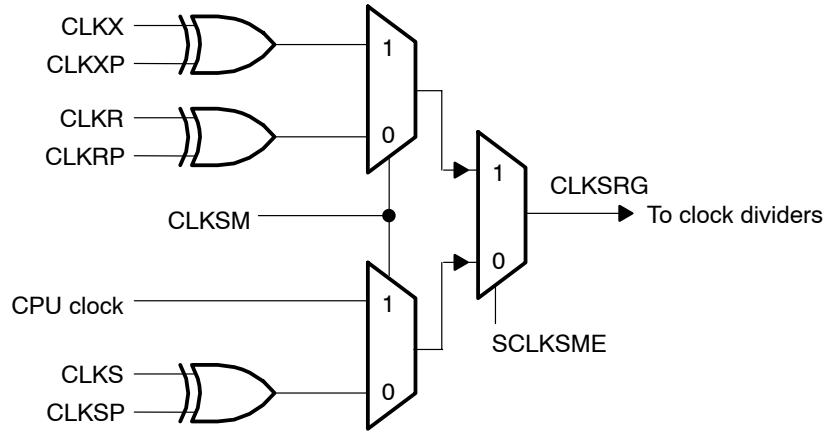 CLKX
CLKXP
1
CLKR
CLKRP
0
1
CLKSRG
To clock dividers
CLKSM
0
CPU clock
1
SCLKSME
CLKS
CLKSP
0